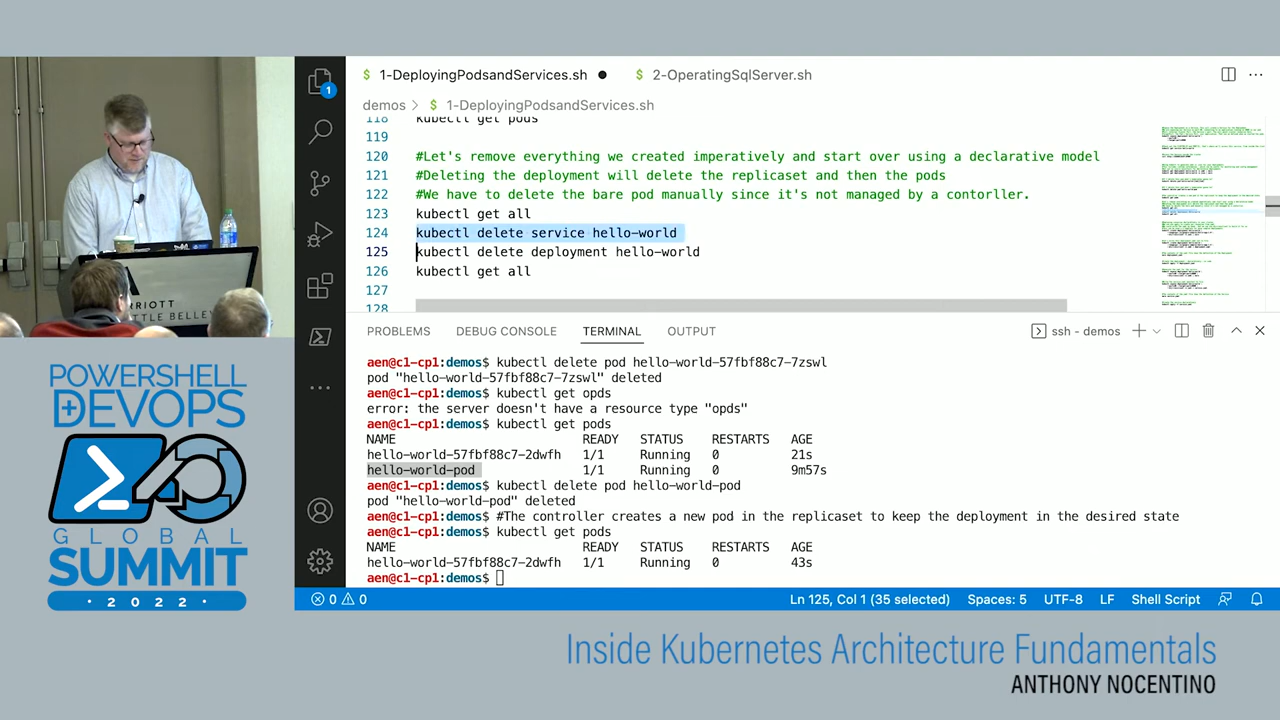 1-DeployingPodsandServices.sh
2-OperatingSqlServer.sh
demos > 1-DeployingPodsandServices.sh
118 kubectl get pods
119
120 #Let's remove everything we created imperatively and start over using a declarative model
121 #Deleting the deployment will delete the replicaset and then the pods
122 #We have to delete the bare pod manually since it's not managed by a contorller.
123 kubectl get all
124 kubectl delete service hello-world
125 kubectl delete deployment hello-world
126 kubectl get all
127
128
PROBLEMS DEBUG CONSOLE TERMINAL OUTPUT
ssh - demos
aen@c1-cp1:demos$ kubectl delete pod hello-world-57fbf88c7-7zswl
pod "hello-world-57fbf88c7-7zswl" deleted
aen@c1-cp1:demos$ kubectl get opds
error: the server doesn't have a resource type "opds"
aen@c1-cp1:demos$ kubectl get pods
NAME READY STATUS RESTARTS AGE
hello-world-57fbf88c7-2dwfh 1/1 Running 0 21s
hello-world-pod 1/1 Running 0 9m57s
aen@c1-cp1:demos$ kubectl delete pod hello-world-pod
pod "hello-world-pod" deleted
aen@c1-cp1:demos$ #The controller creates a new pod in the replicaset to keep the deployment in the desired state
aen@c1-cp1:demos$ kubectl get pods
NAME READY STATUS RESTARTS AGE
hello-world-57fbf88c7-2dwfh 1/1 Running 0 43s
aen@c1-cp1:demos$
0 0 Ln 125, Col 1 (35 selected) Spaces: 5 UTF-8 LF Shell Script
1
POWERSHELL
+DEVOPS
GLOBAL
SUMMIT
· 2022 ·
Inside Kubernetes Architecture Fundamentals
ANTHONY NOCENTINO